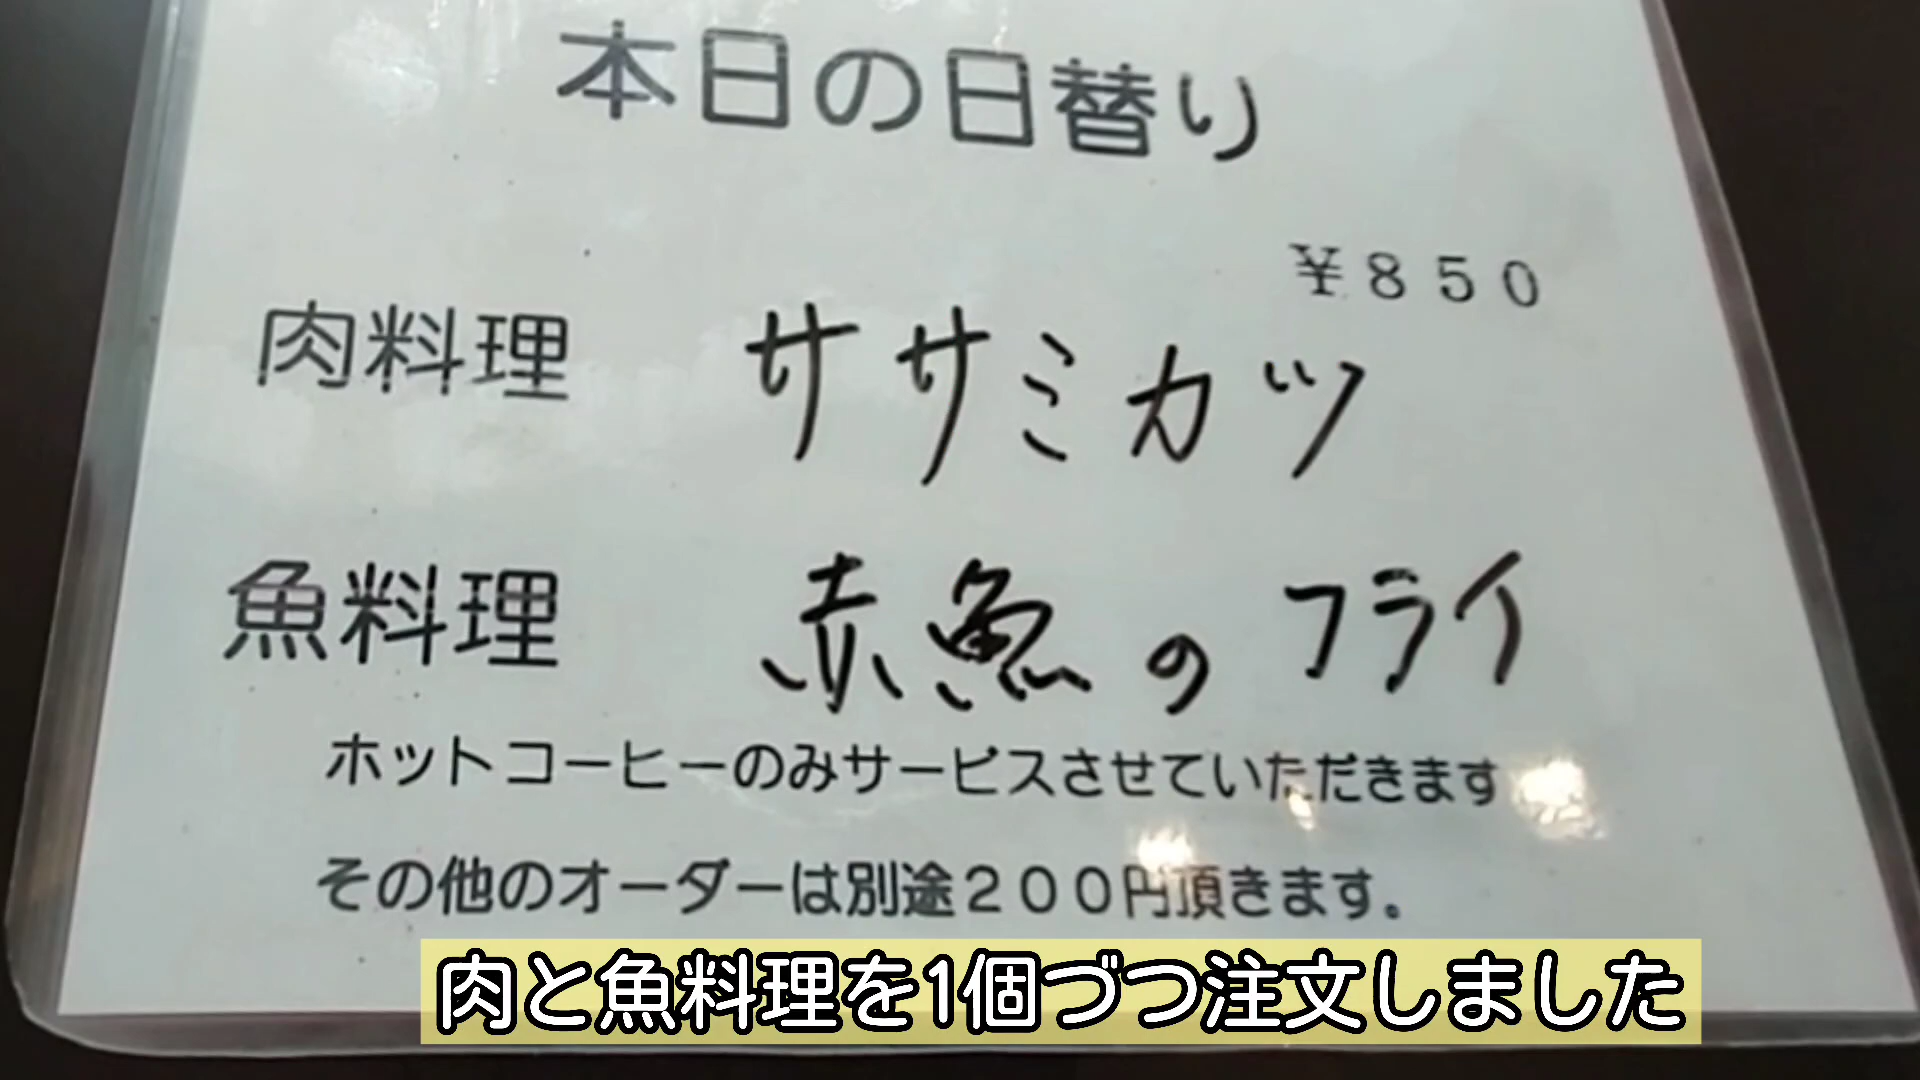 本日の日替り
￥８５０
肉料理 ササミカツ
魚料理 赤魚のフライ
ホットコーヒーのみサービスさせていただきます
その他のオーダーは別途２００円頂きます。
肉と魚料理を1個づつ注文しました